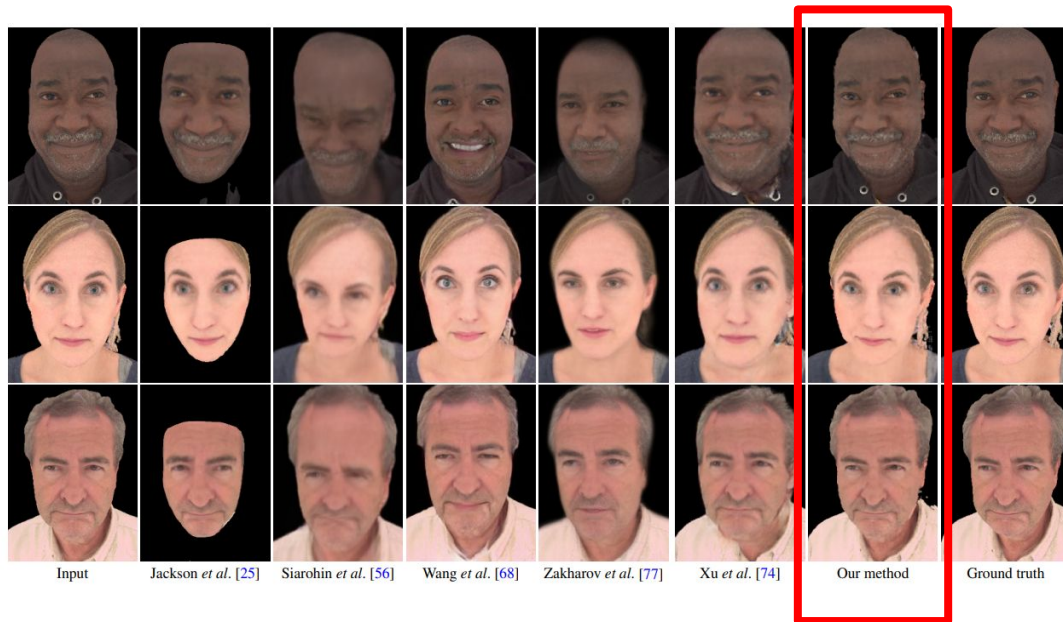 Input Jackson et al. [25] Siarohin et al. [56] Wang et al. [68] Zakharov et al. [77] Xu et al. [74] Our method Ground truth